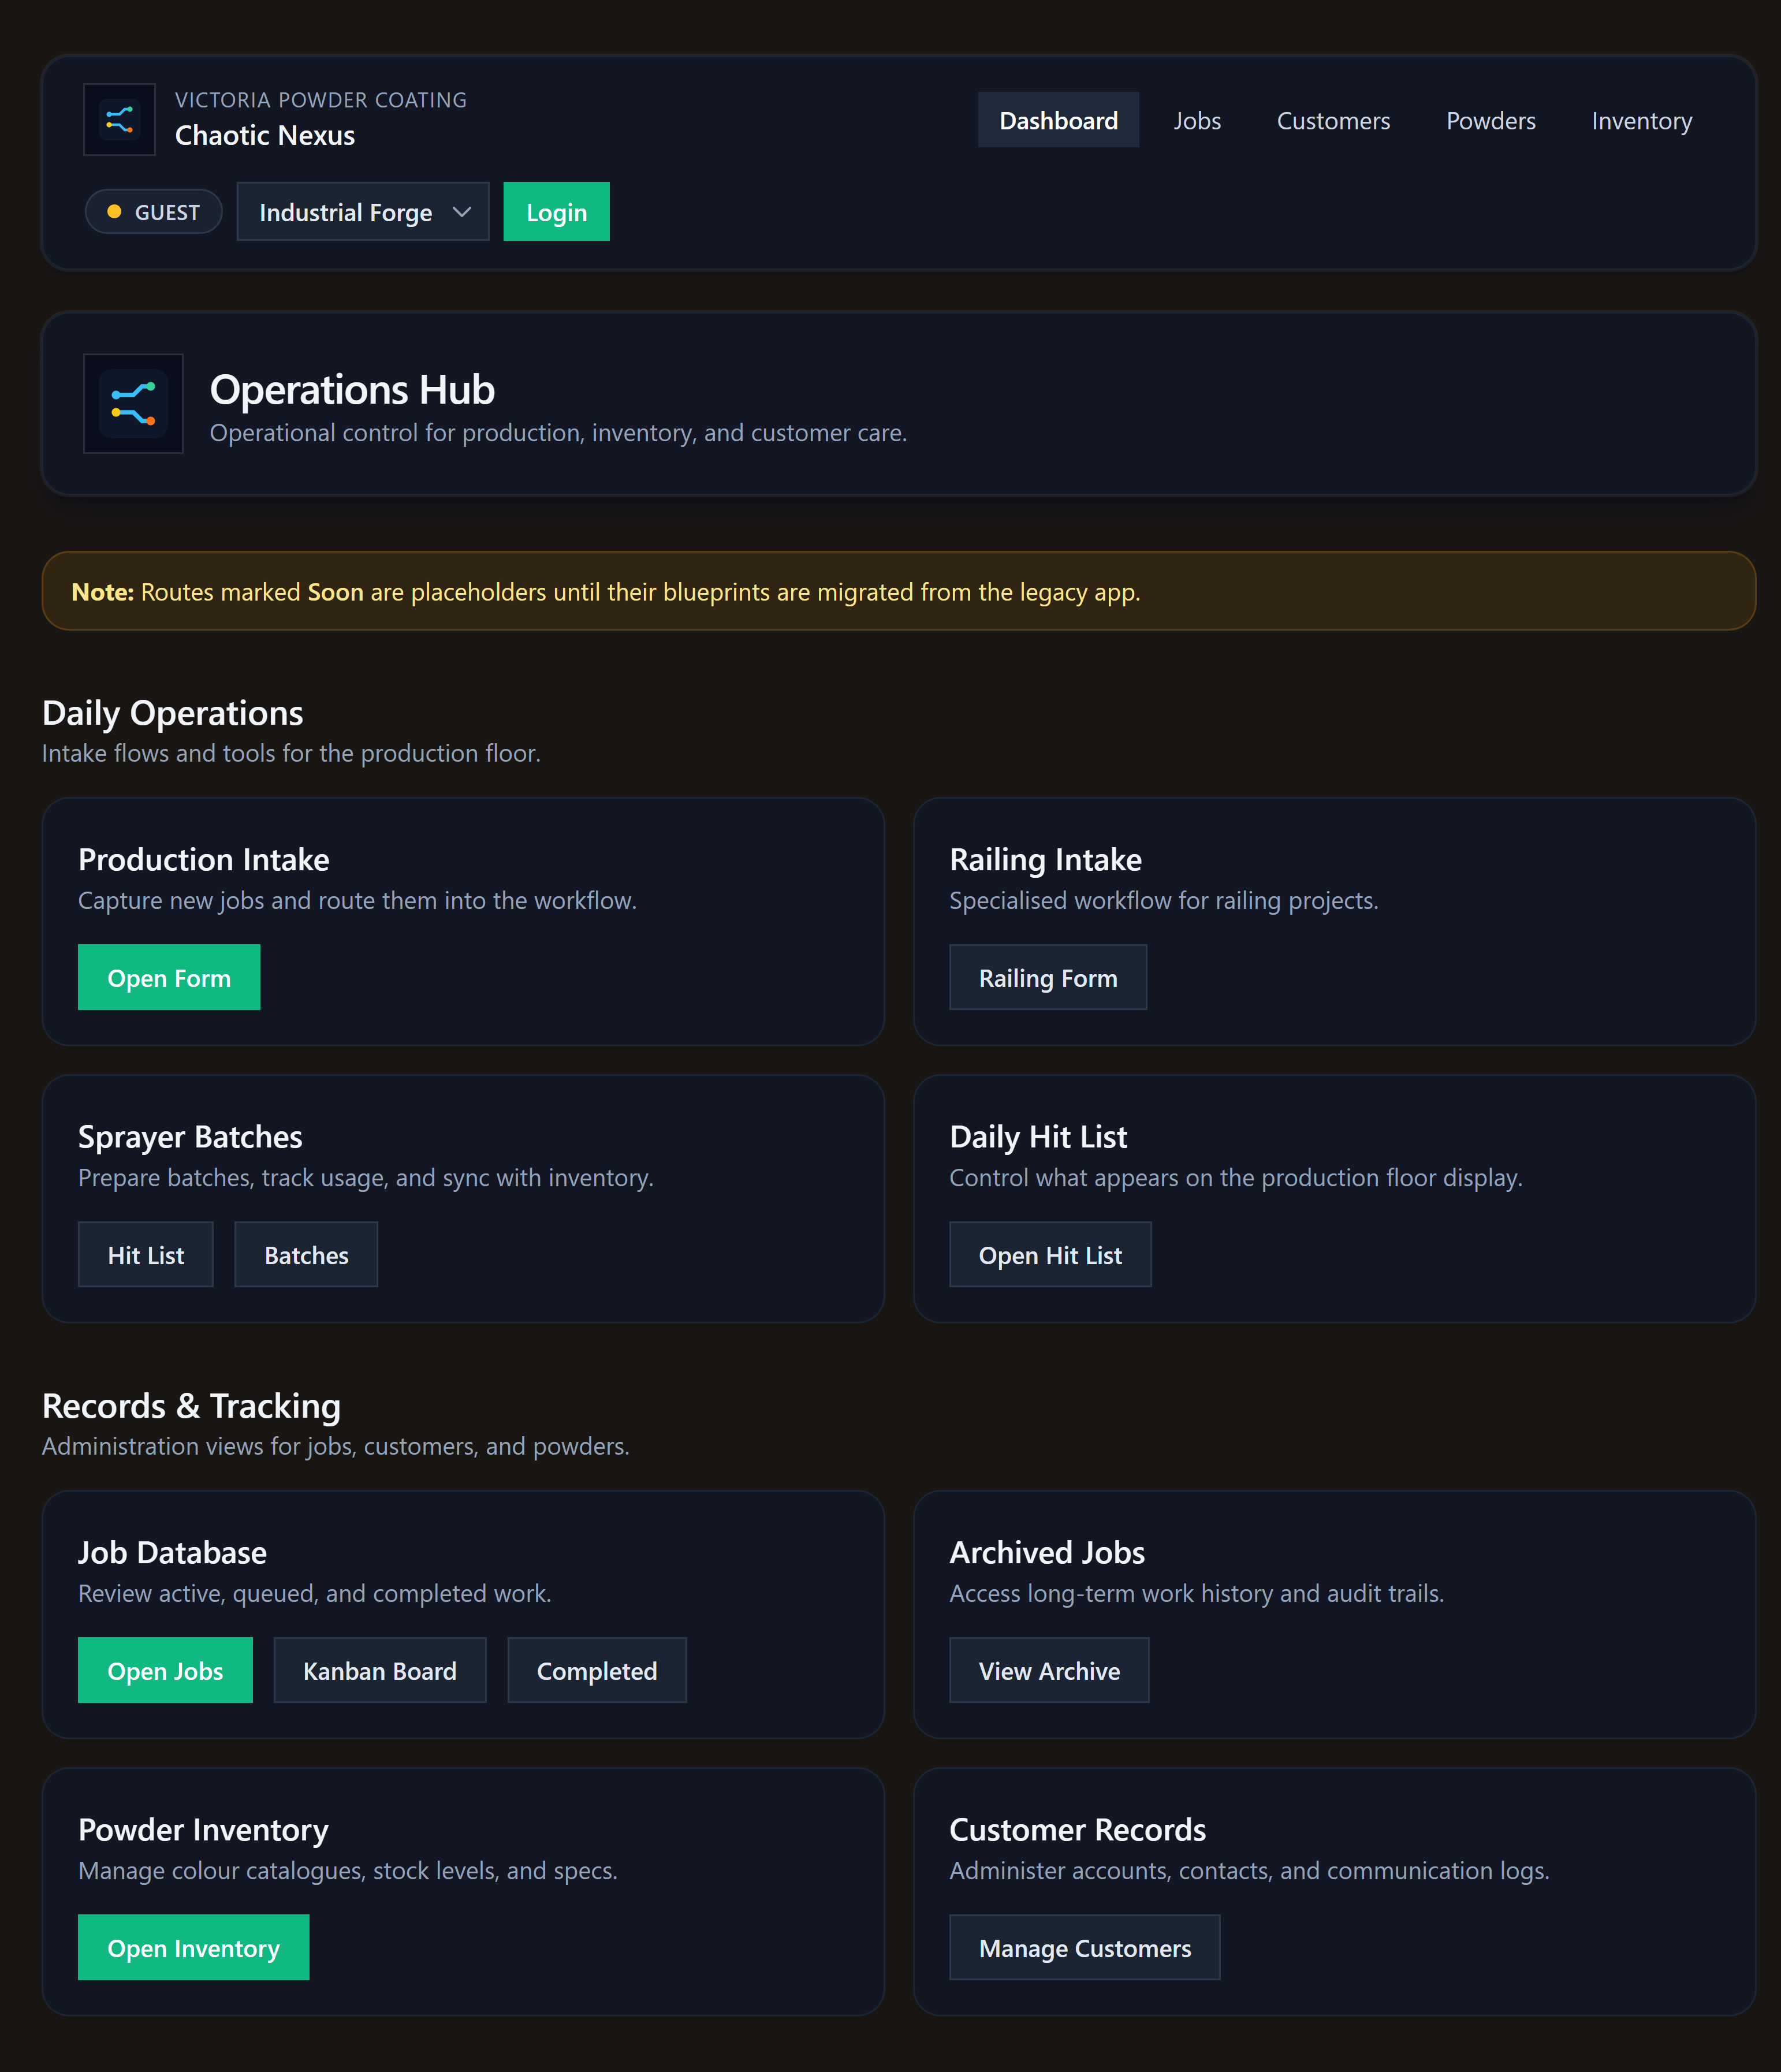 VICTORIA POWDER COATING
Chaotic Nexus
Dashboard
Jobs
Customers
Powders
Inventory
GUEST
Industrial Forge
Login
Operations Hub
Operational control for production, inventory, and customer care.
Note: Routes marked Soon are placeholders until their blueprints are migrated from the legacy app.
Daily Operations
Intake flows and tools for the production floor.
Production Intake
Capture new jobs and route them into the workflow.
Open Form
Railing Intake
Specialised workflow for railing projects.
Railing Form
Sprayer Batches
Prepare batches, track usage, and sync with inventory.
Hit List
Batches
Daily Hit List
Control what appears on the production floor display.
Open Hit List
Records & Tracking
Administration views for jobs, customers, and powders.
Job Database
Review active, queued, and completed work.
Open Jobs
Kanban Board
Completed
Archived Jobs
Access long-term work history and audit trails.
View Archive
Powder Inventory
Manage colour catalogues, stock levels, and specs.
Open Inventory
Customer Records
Administer accounts, contacts, and communication logs.
Manage Customers